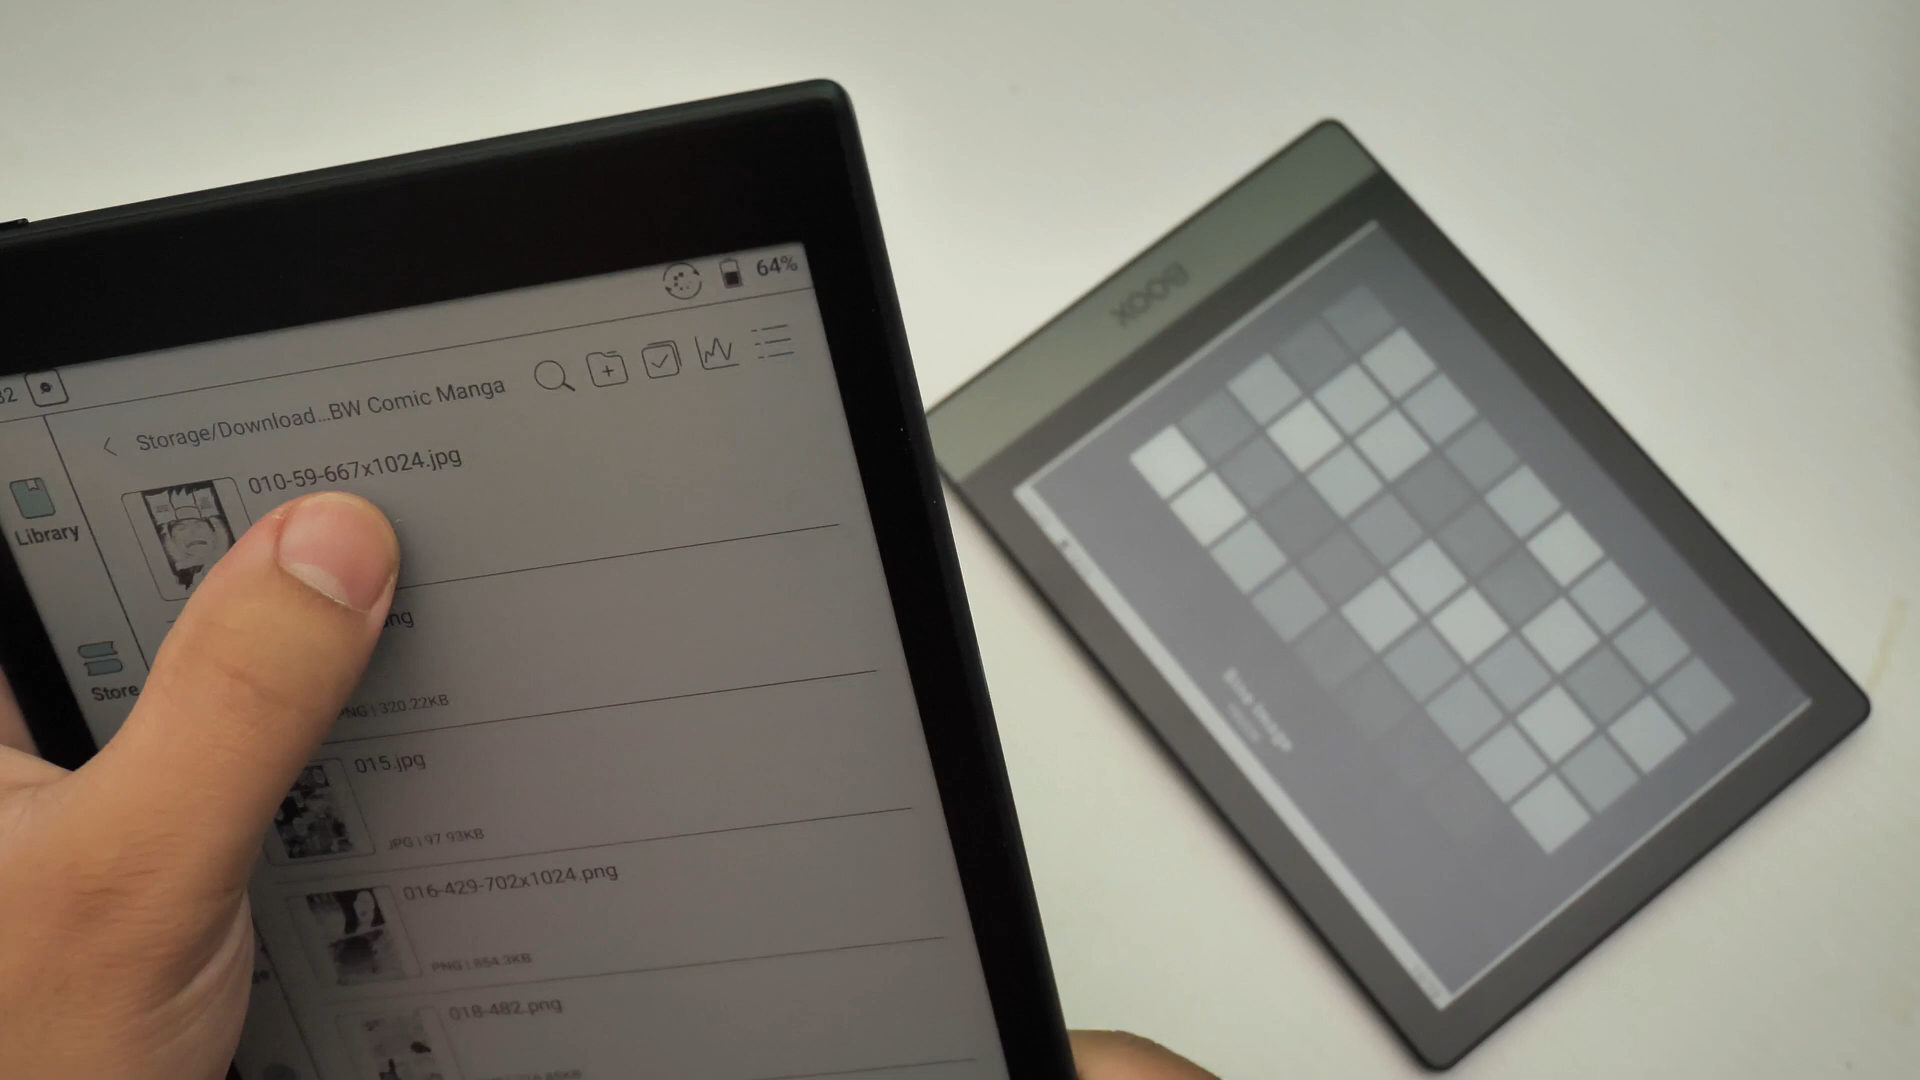 64%
32
Storage/Download...BW Comic Manga
010-59-667x1024.jpg
Library
Store
PNG | 320.22KB
015.jpg
JPG | 97.93KB
016-429-702x1024.png
PNG | 854.3KB
018-482.png
BOOX